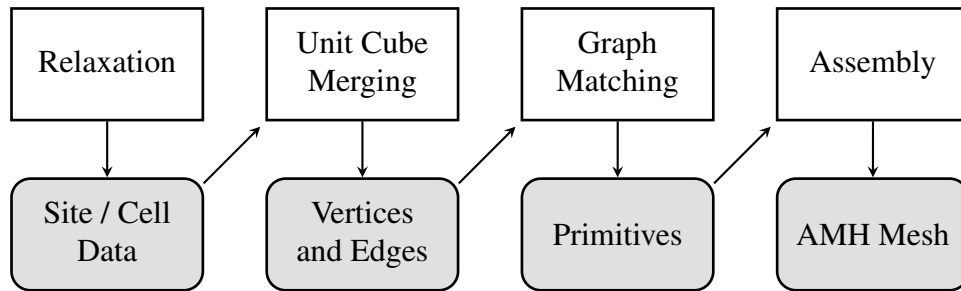 Relaxation
Unit Cube
Merging
Graph
Matching
Assembly
Site / Cell
Data
Vertices
and Edges
Primitives
AMH Mesh